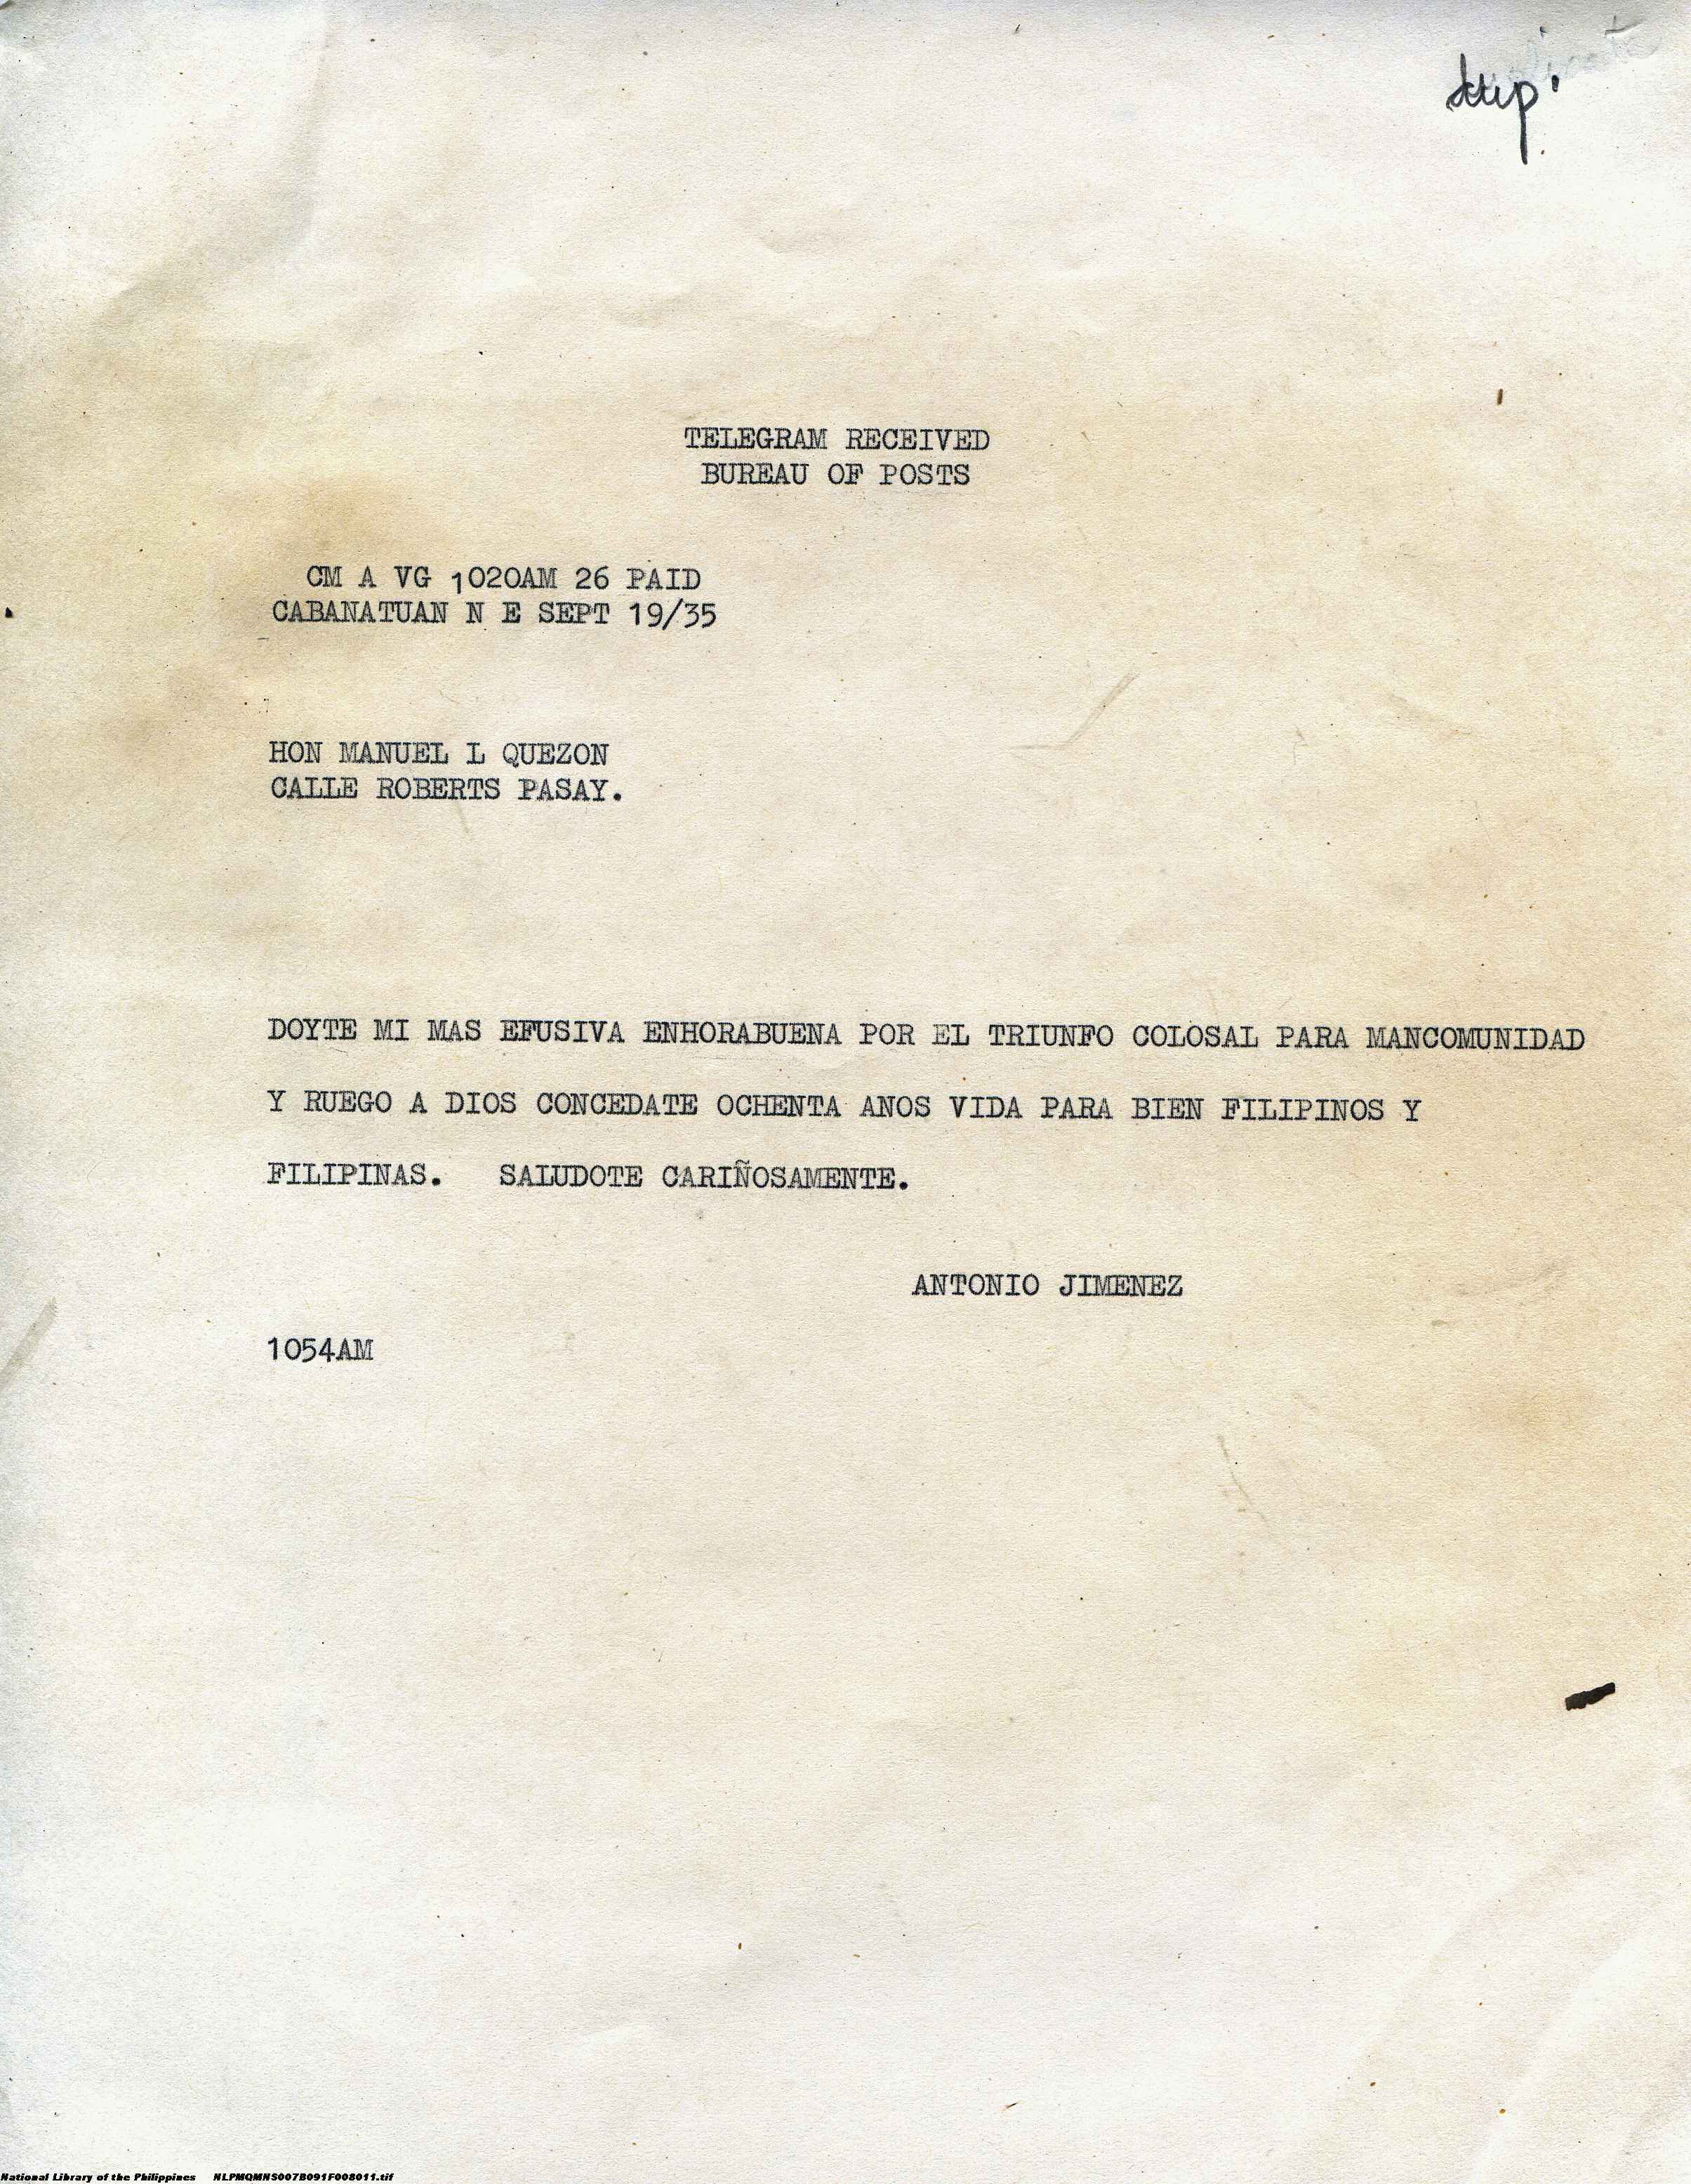 TELEGRAM RECEIVED
BUREAU OF POSTS
CM A VG 1020AM 26 PAID
CABANATUAN N E SEPT 19/35
HON MANUEL L QUEZON
CALLE ROBERTS PASAY.
DOYTE MI MAS EFUSIVA ENHORABUENA POR EL TRIUNFO COLOSAL PARA MANCOMUNIDAD
Y RUEGO A DIOS CONCEDATE OCHENTA ANOS VIDA PARA BIEN FILIPINOS Y
FILIPINAS. SALUDOTE CARIÑOSAMENTE.
ANTONIO JIMENEZ
1054AM
National Library of the Philippines NLPMQMNS007B091F008011.tif